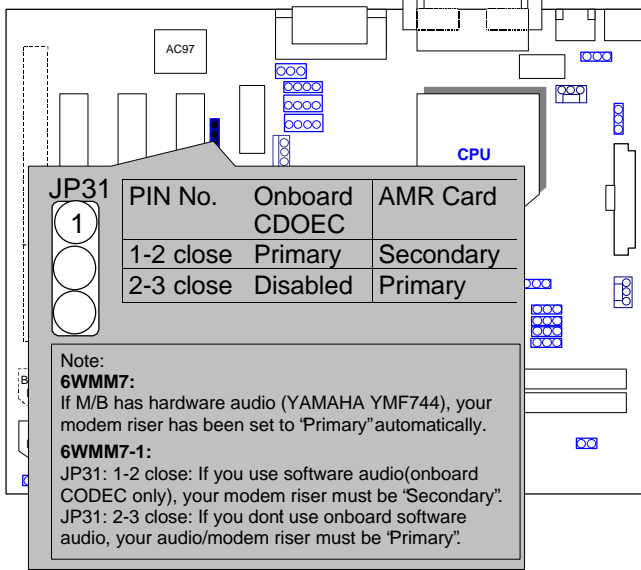 AC97
CPU
JP31
1
PIN No. Onboard CDOEC AMR Card
1-2 close Primary Secondary
2-3 close Disabled Primary
Note:
6WMM7:
If M/B has hardware audio (YAMAHA YMF744), your
modem riser has been set to ‘Primary” automatically.
6WMM7-1:
JP31: 1-2 close: If you use software audio(onboard
CODEC only), your modem riser must be ‘Secondary”.
JP31: 2-3 close: If you dont use onboard software
audio, your audio/modem riser must be ‘Primary”.